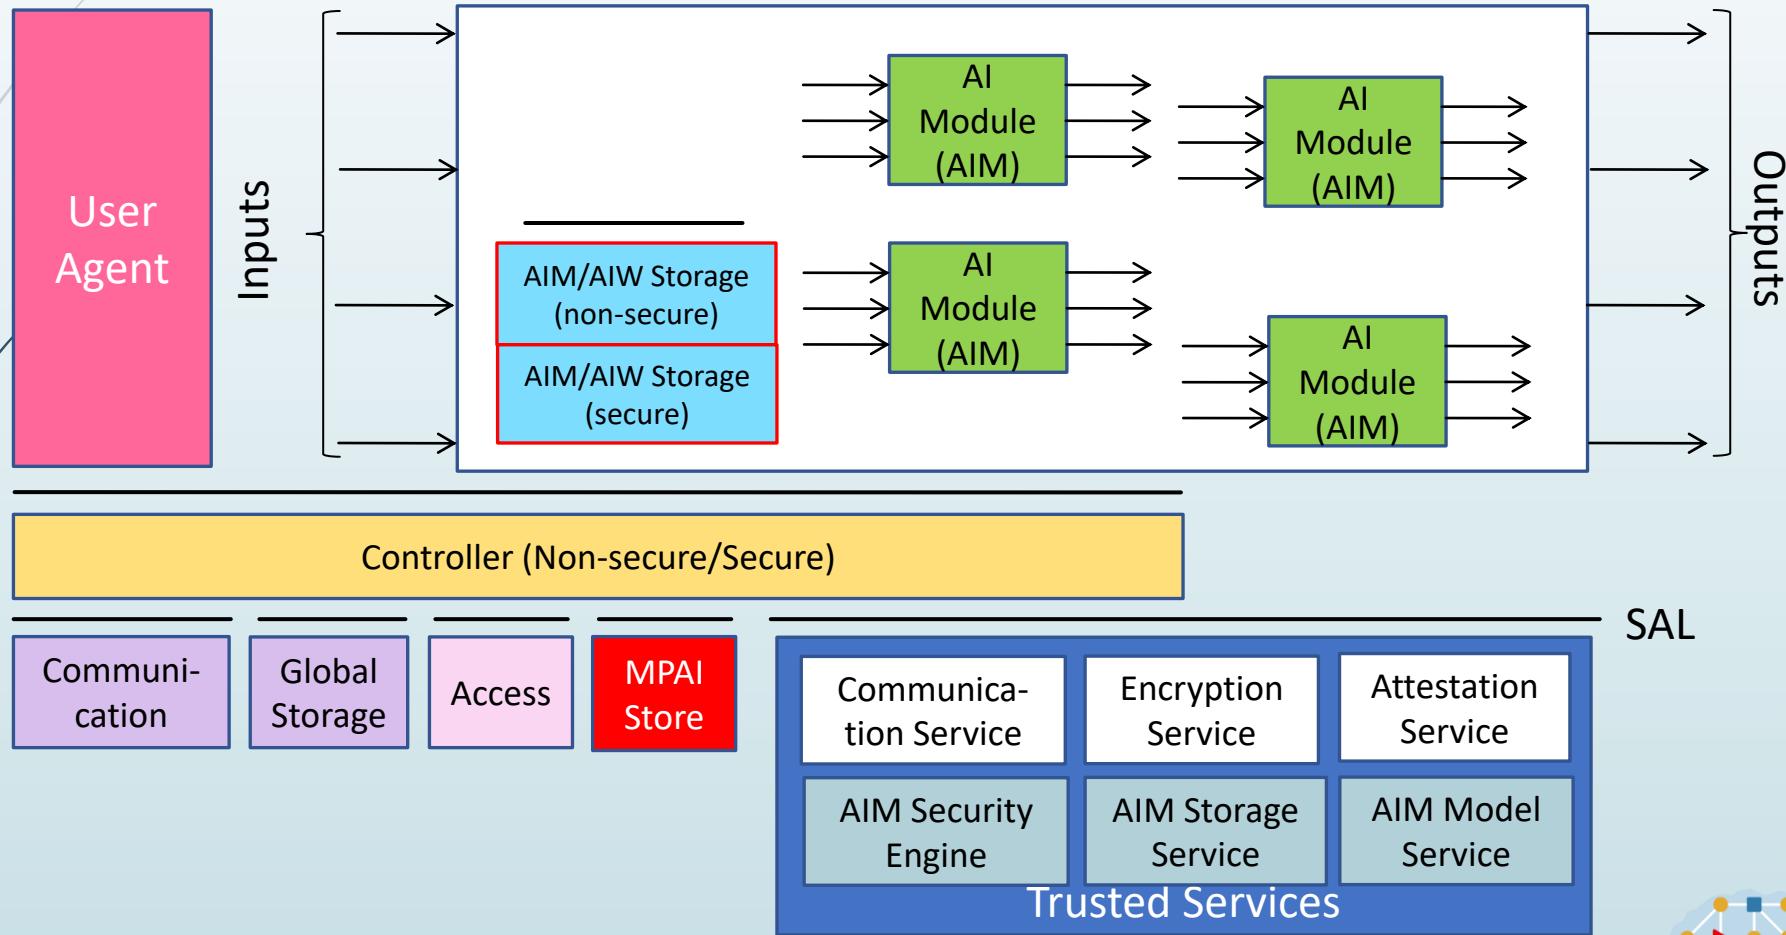 User
Agent
Inputs
AI
Module
(AIM)
AI
Module
(AIM)
AIM/AIW Storage
(non-secure)
AIM/AIW Storage
(secure)
AI
Module
(AIM)
AI
Module
(AIM)
Outputs
Controller (Non-secure/Secure)
SAL
Communi-
cation
Global
Storage
Access
MPAI
Store
Communica-
tion Service
Encryption
Service
Attestation
Service
AIM Security
Engine
AIM Storage
Service
AIM Model
Service
Trusted Services